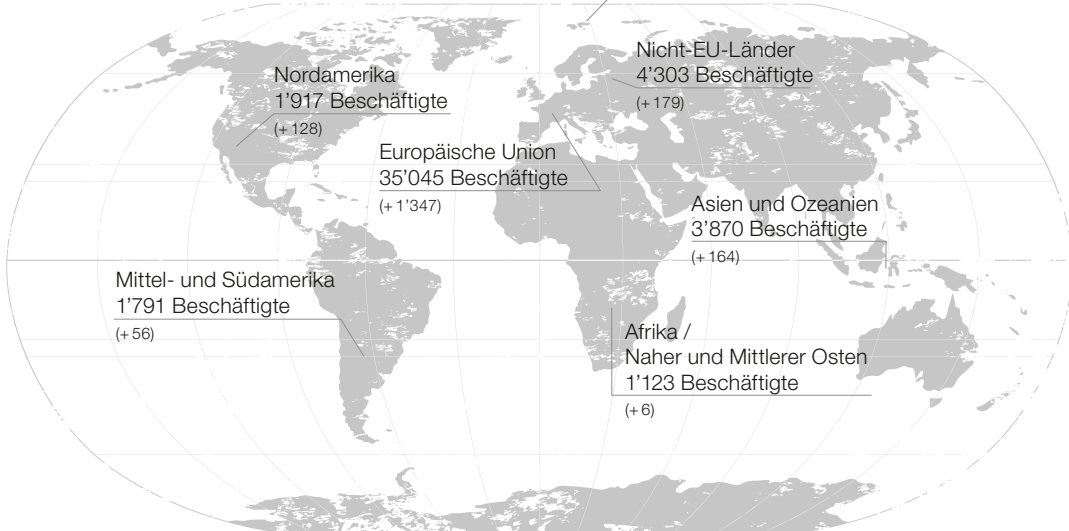 Nicht-EU-Länder
4'303 Beschäftigte
(+ 179)
Nordamerika
1'917 Beschäftigte
(+ 128)
Europäische Union
35'045 Beschäftigte
(+ 1'347)
Asien und Ozeanien
3'870 Beschäftigte
(+ 164)
Mittel- und Südamerika
1'791 Beschäftigte
(+ 56)
Afrika /
Naher und Mittlerer Osten
1'123 Beschäftigte
(+ 6)